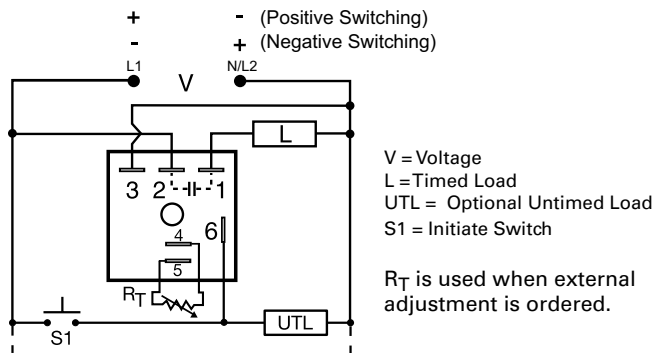 + - (Positive Switching)
- + (Negative Switching)
L1 V N/L2
L
3 2 1
6
4
5
RT
S1 UTL
V = Voltage
L =Timed Load
UTL = Optional Untimed Load
S1 = Initiate Switch
RT is used when external
adjustment is ordered.